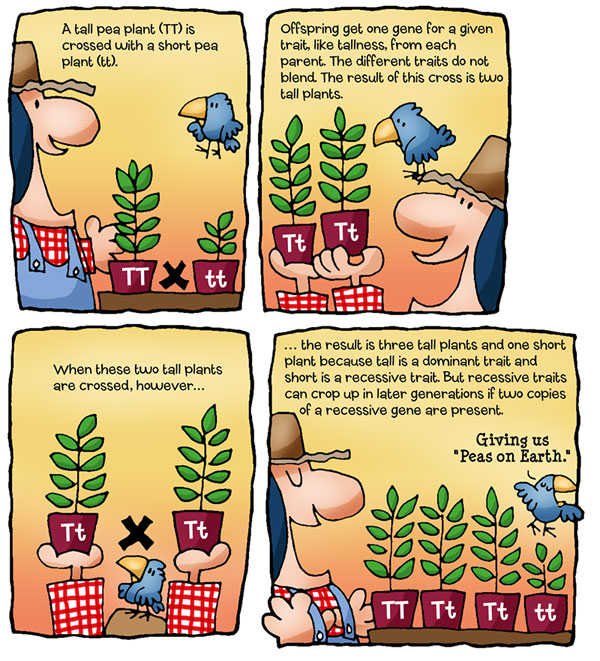 A tall pea plant (TT) is
crossed with a short pea
plant (tt).
TT
tt
Offspring get one gene for a given
trait, like tallness, from each
parent. The different traits do not
blend. The result of this cross is two
tall plants.
Tt
Tt
When these two tall plants
are crossed, however...
Tt
Tt
... the result is three tall plants and one short
plant because tall is a dominant trait and
short is a recessive trait. But recessive traits
can crop up in later generations if two copies
of a recessive gene are present.
Giving us
"Peas on Earth."
TT
Tt
Tt
tt